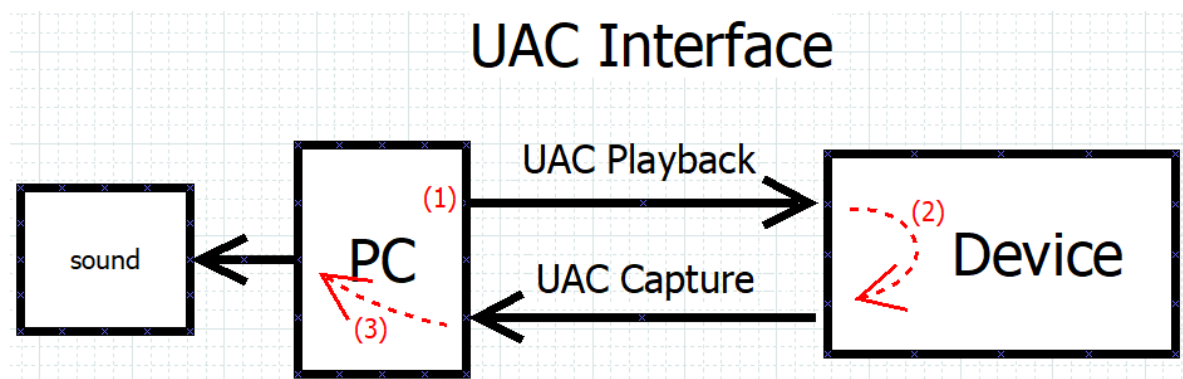 UAC Interface
UAC Playback
(1)
(2)
sound
PC
Device
UAC Capture
(3)